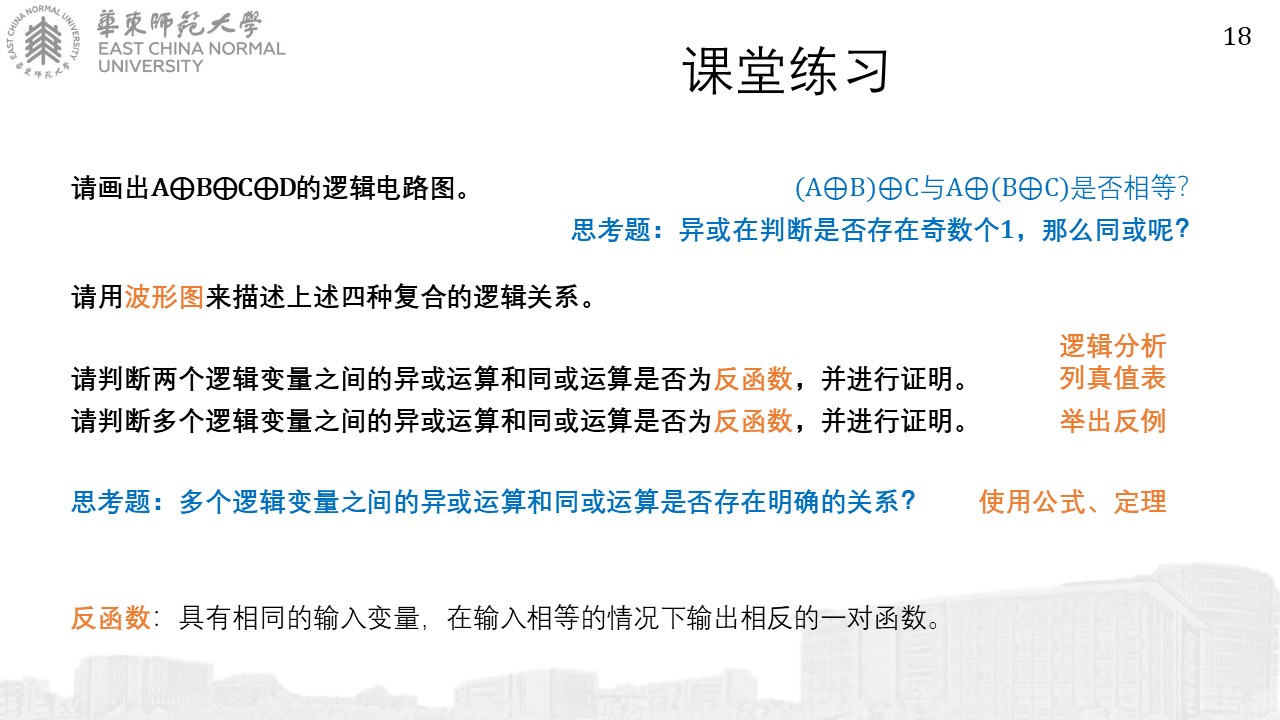 EAST CHINA NORMAL UNIVERSITY
華東師范大學
華東师范大學
EAST CHINA NORMAL
UNIVERSITY
18
课堂练习
请画出A⊕B⊕C⊕D的逻辑电路图。
(A⊕B)⊕C与A⊕(B⊕C)是否相等?
思考题：异或在判断是否存在奇数个1，那么同或呢?
请用波形图来描述上述四种复合的逻辑关系。
逻辑分析
请判断两个逻辑变量之间的异或运算和同或运算是否为反函数，并进行证明。
列真值表
请判断多个逻辑变量之间的异或运算和同或运算是否为反函数，并进行证明。
举出反例
思考题：多个逻辑变量之间的异或运算和同或运算是否存在明确的关系?
使用公式、定理
反函数：具有相同的输入变量，在输入相等的情况下输出相反的一对函数。